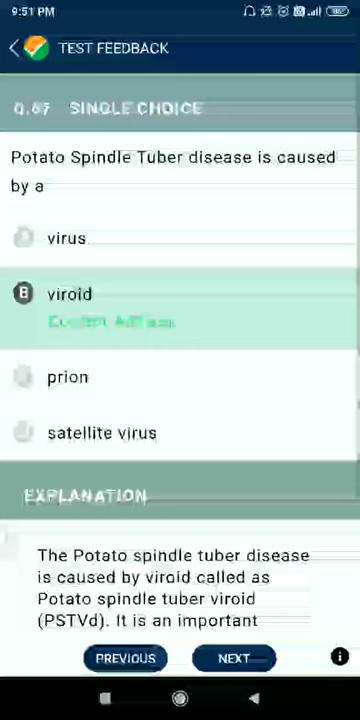 9:51 PM
TEST FEEDBACK
Q.67 SINGLE CHOICE
Potato Spindle Tuber disease is caused
by a
virus
B viroid
prion
satellite virus
EXPLANATION
The Potato spindle tuber disease
is caused by viroid called as
Potato spindle tuber viroid
(PSTVd). It is an important
PREVIOUS NEXT